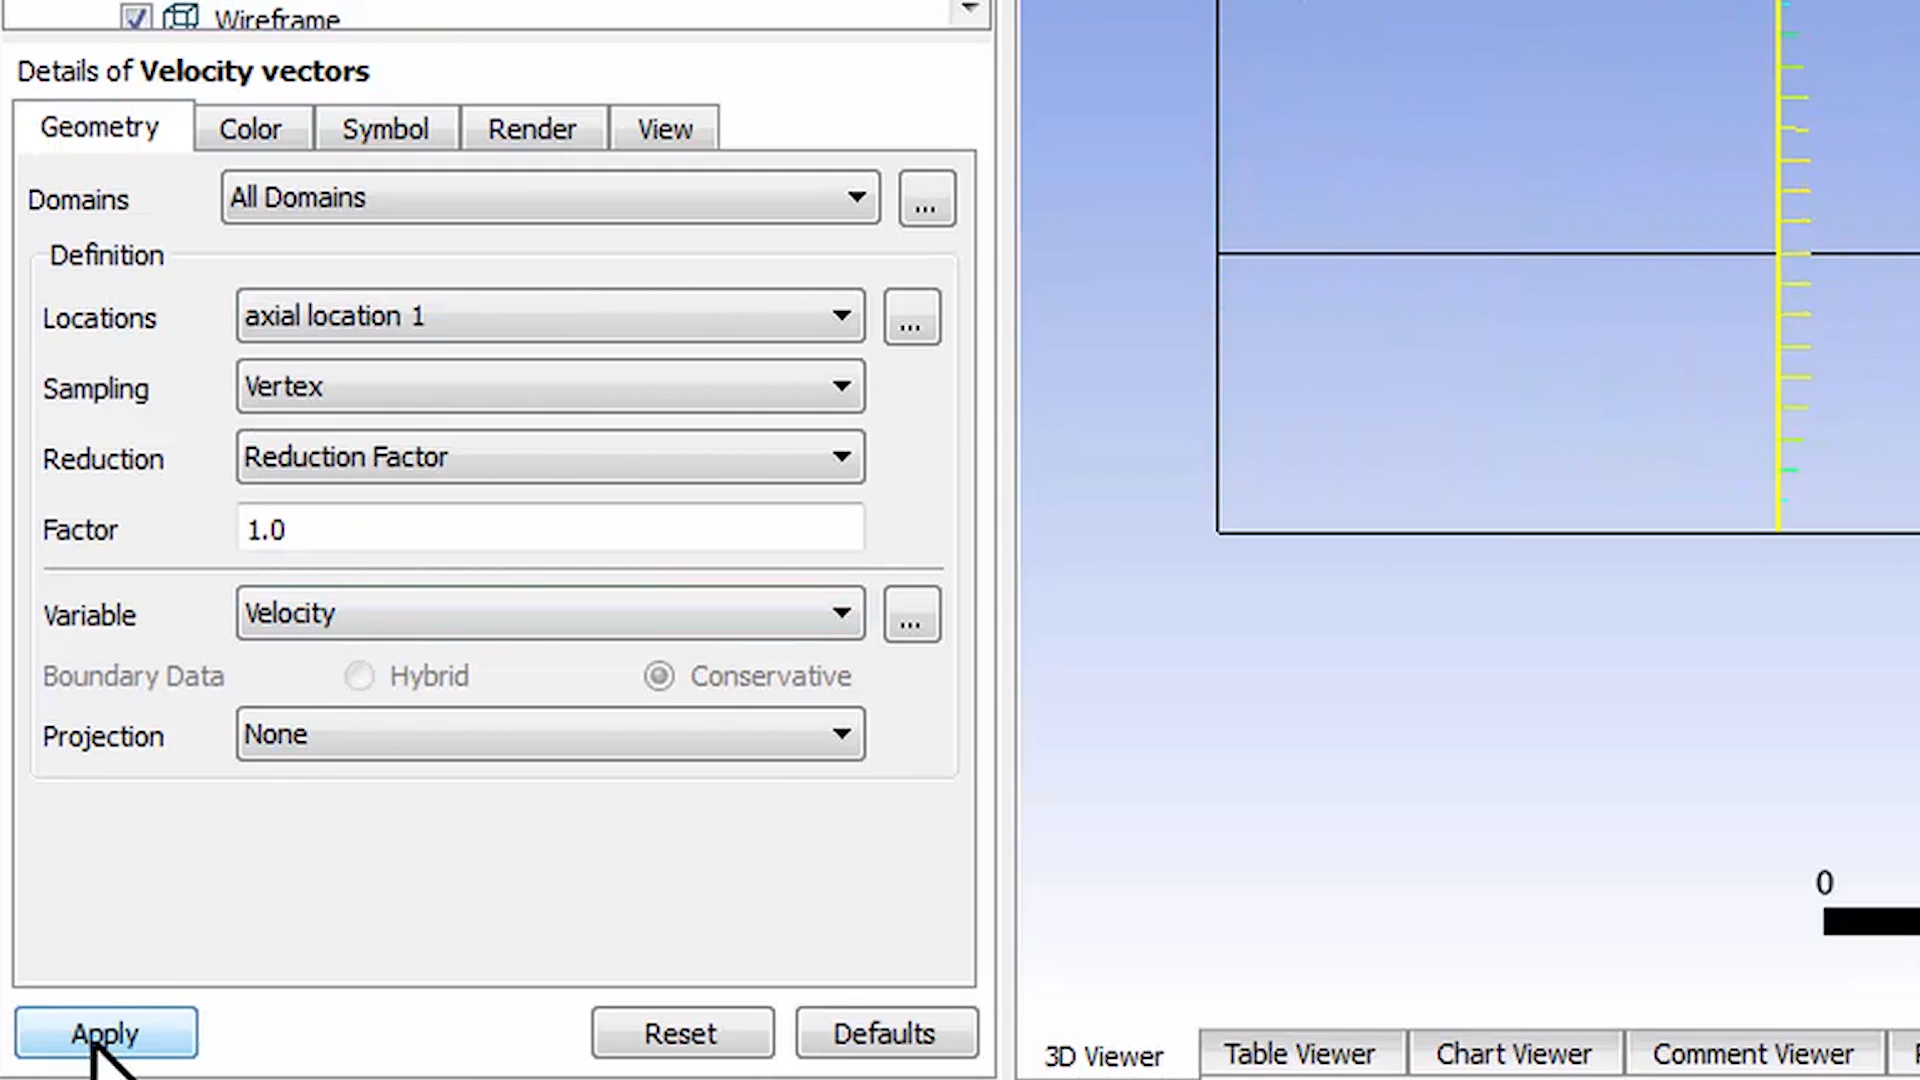 Wireframe
Details of Velocity vectors
Geometry Color Symbol Render View
Domains All Domains ...
Definition
Locations axial location 1 ...
Sampling Vertex
Reduction Reduction Factor
Factor 1.0
Variable Velocity ...
Boundary Data Hybrid Conservative
Projection None
0
Apply Reset Defaults
3D Viewer Table Viewer Chart Viewer Comment Viewer